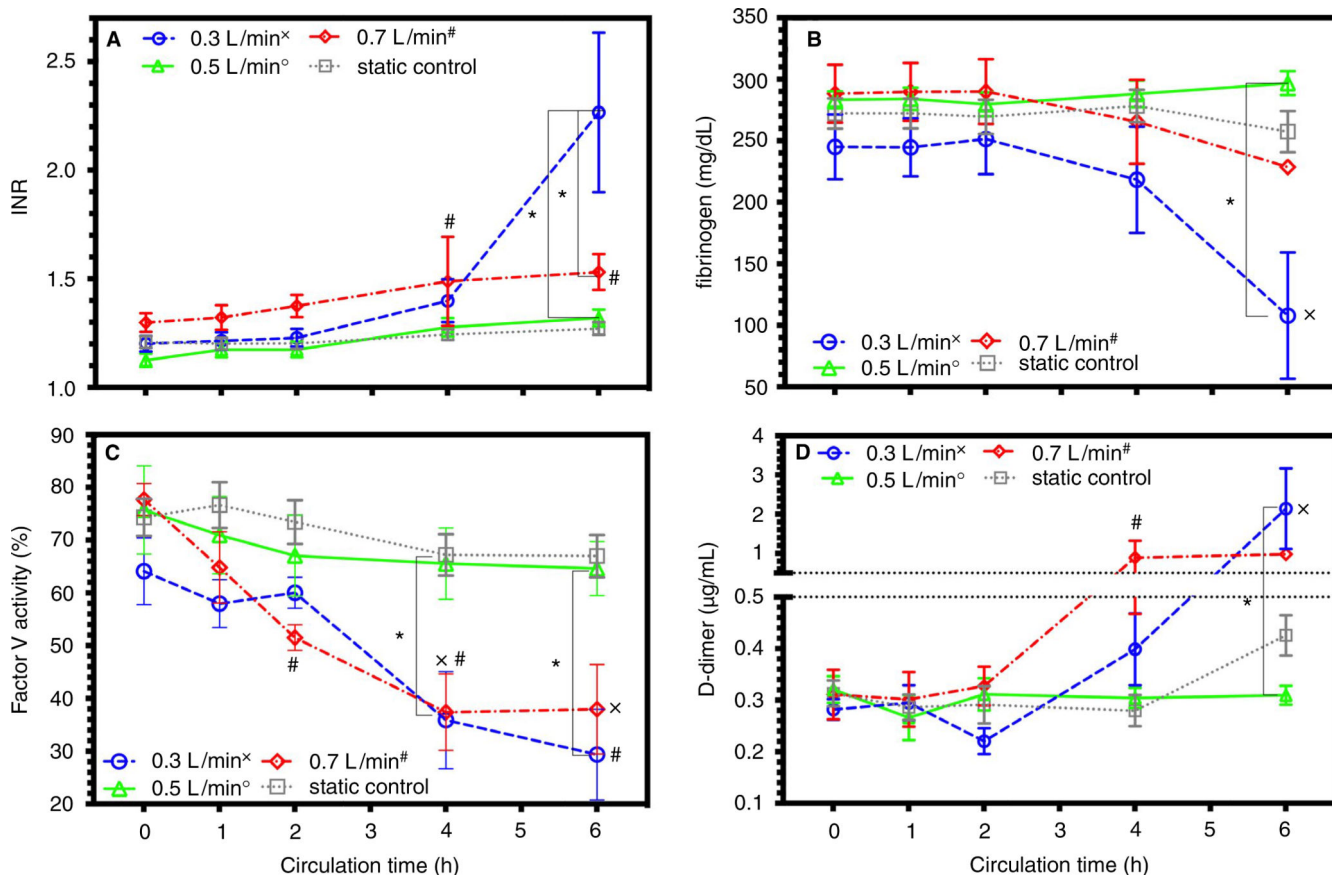 A
0.3 L/min×
0.7 L/min#
0.5 L/min○
static control
INR
2.5
2.0
1.5
1.0
*
*
#
#
B
fibrinogen (mg/dL)
350
300
250
200
150
100
50
*
×
0.3 L/min×
0.7 L/min#
0.5 L/min○
static control
C
Factor V activity (%)
90
80
70
60
50
40
30
20
#
*
× #
*
×
#
0.3 L/min×
0.7 L/min#
0.5 L/min○
static control
0 1 2 3 4 5 6
Circulation time (h)
D
0.3 L/min×
0.7 L/min#
0.5 L/min○
static control
D-dimer (µg/mL)
4
3
2
1
0.5
0.4
0.3
0.2
0.1
#
×
*
0 1 2 3 4 5 6
Circulation time (h)